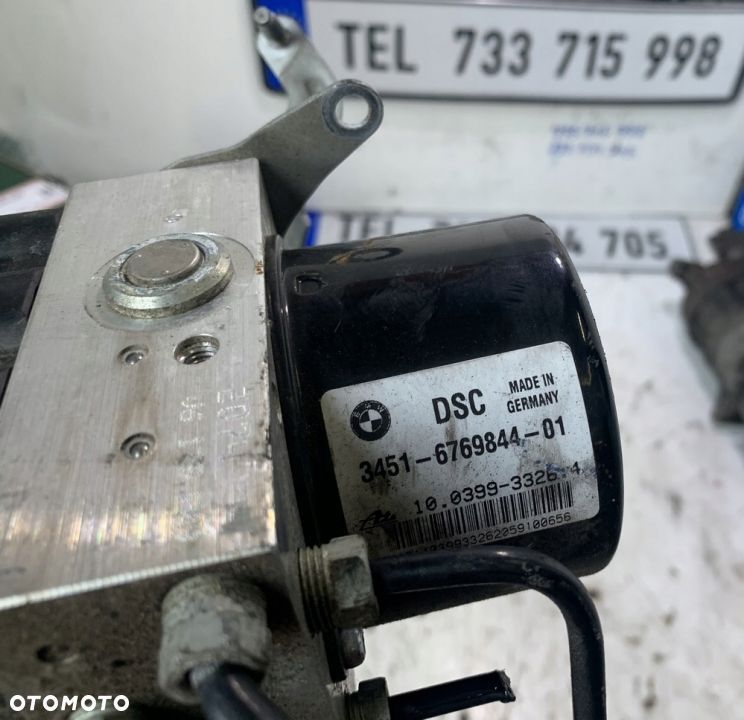 TEL 733 715 998
TEL 4 705
DSC MADE IN GERMANY
3451-6769844-01
10.0399-3326.4
OTOMOTO